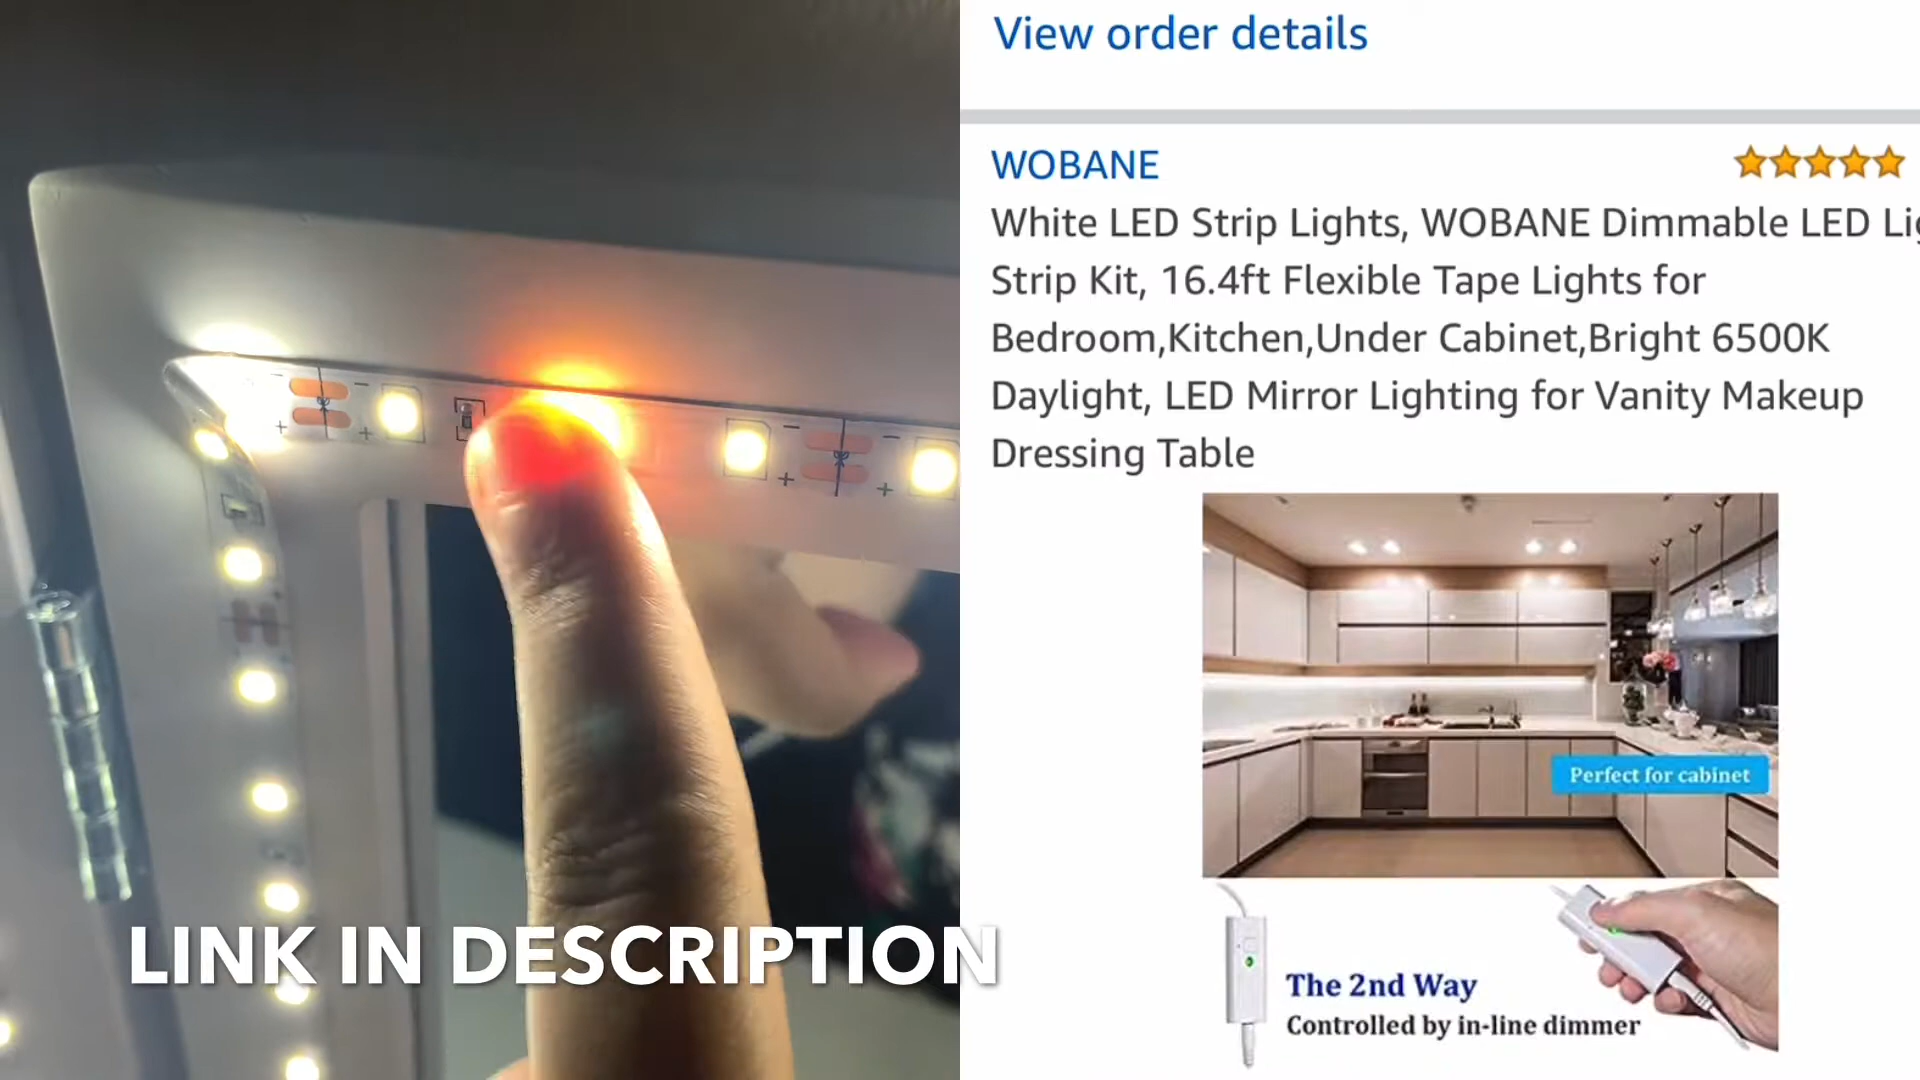 View order details
WOBANE
White LED Strip Lights, WOBANE Dimmable LED
Strip Kit, 16.4ft Flexible Tape Lights for
Bedroom,Kitchen,Under Cabinet,Bright 6500K
Daylight, LED Mirror Lighting for Vanity Makeup
Dressing Table
Perfect for cabinet
LINK IN DESCRIPTION
The 2nd Way
Controlled by in-line dimmer